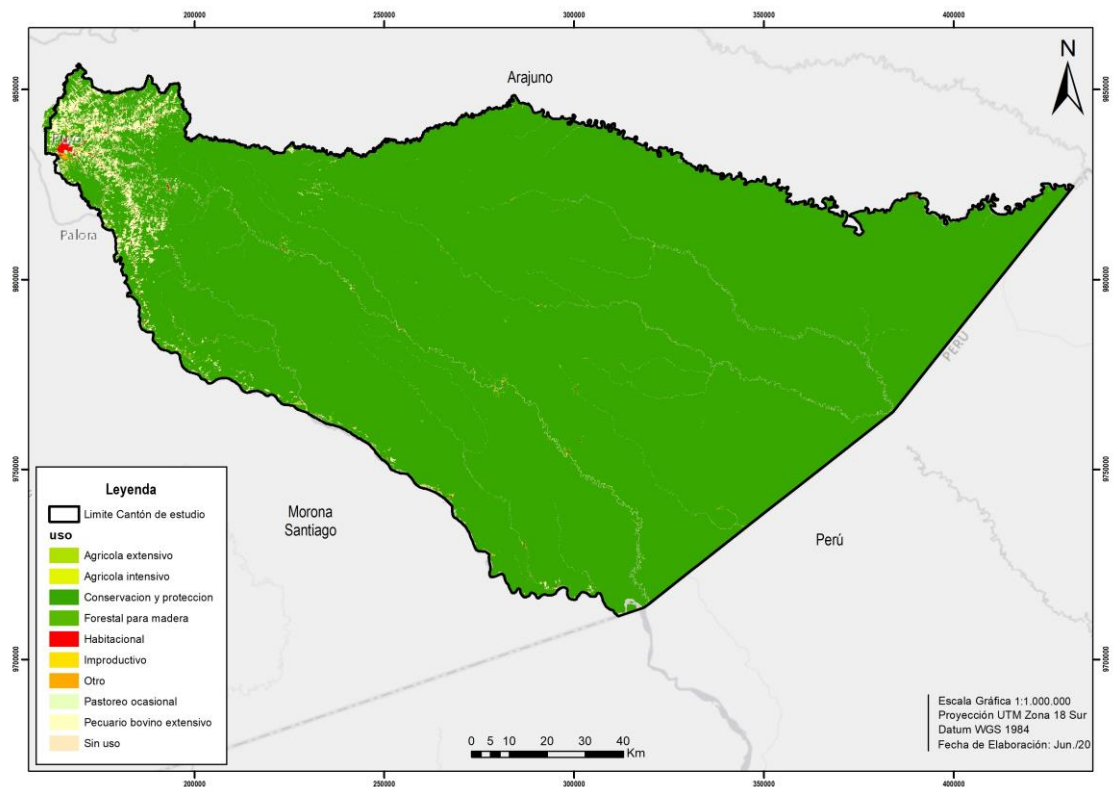 200000
250000
300000
350000
400000
N
Arajuno
9850000
9850000
Palora
9800000
9800000
PERÚ
9750000
9750000
Leyenda
Limite Cantón de estudio
uso
Agricola extensivo
Agricola intensivo
Conservacion y proteccion
Forestal para madera
Habitacional
Improductivo
Otro
Pastoreo ocasional
Pecuario bovino extensivo
Sin uso
Morona
Santiago
Perú
9700000
9700000
Escala Gráfica 1:1.000.000
Proyección UTM Zona 18 Sur
Datum WGS 1984
Fecha de Elaboración: Jun./20
0 5 10 20 30 40
Km
200000
250000
300000
350000
400000